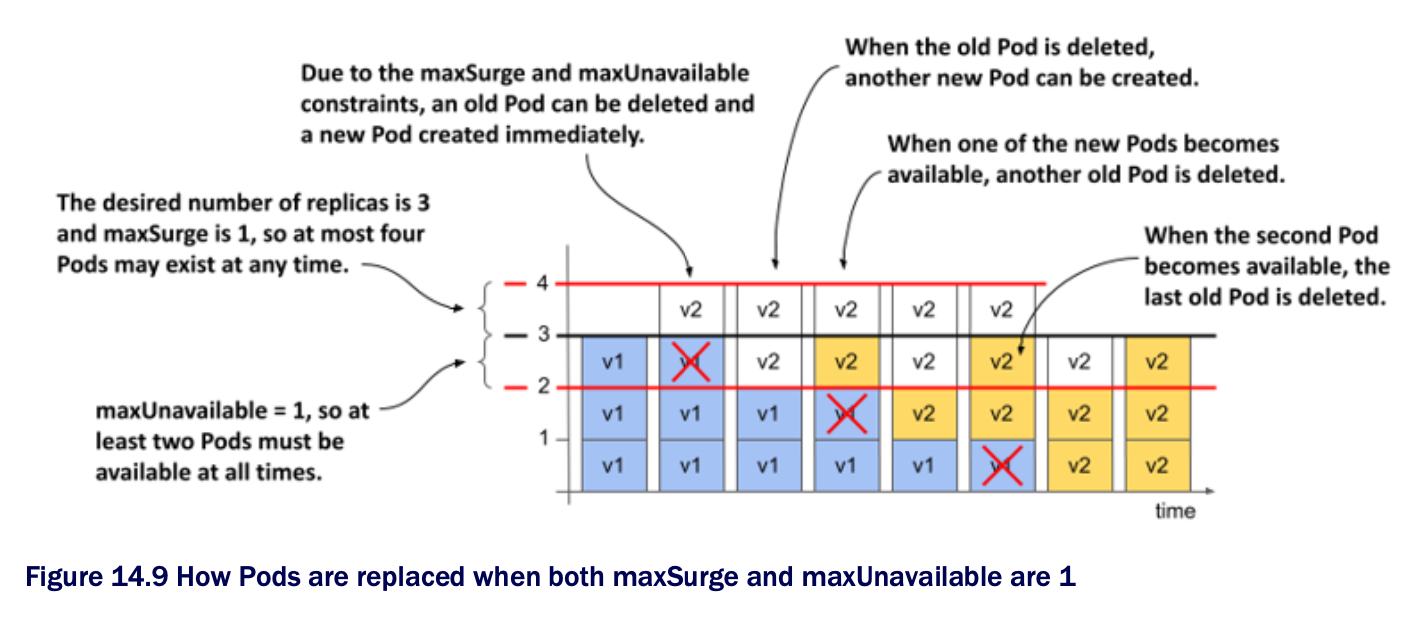 When the old Pod is deleted,
another new Pod can be created.
Due to the maxSurge and maxUnavailable
constraints, an old Pod can be deleted and
a new Pod created immediately.
When one of the new Pods becomes
available, another old Pod is deleted.
The desired number of replicas is 3
and maxSurge is 1, so at most four
Pods may exist at any time.
When the second Pod
becomes available, the
last old Pod is deleted.
maxUnavailable = 1, so at
least two Pods must be
available at all times.
4
v2 v2 v2 v2 v2
3
v1 v1 v2 v2 v2 v2 v2 v2
2
v1 v1 v1 v1 v2 v2 v2 v2
1
v1 v1 v1 v1 v1 v1 v2 v2
time
Figure 14.9 How Pods are replaced when both maxSurge and maxUnavailable are 1